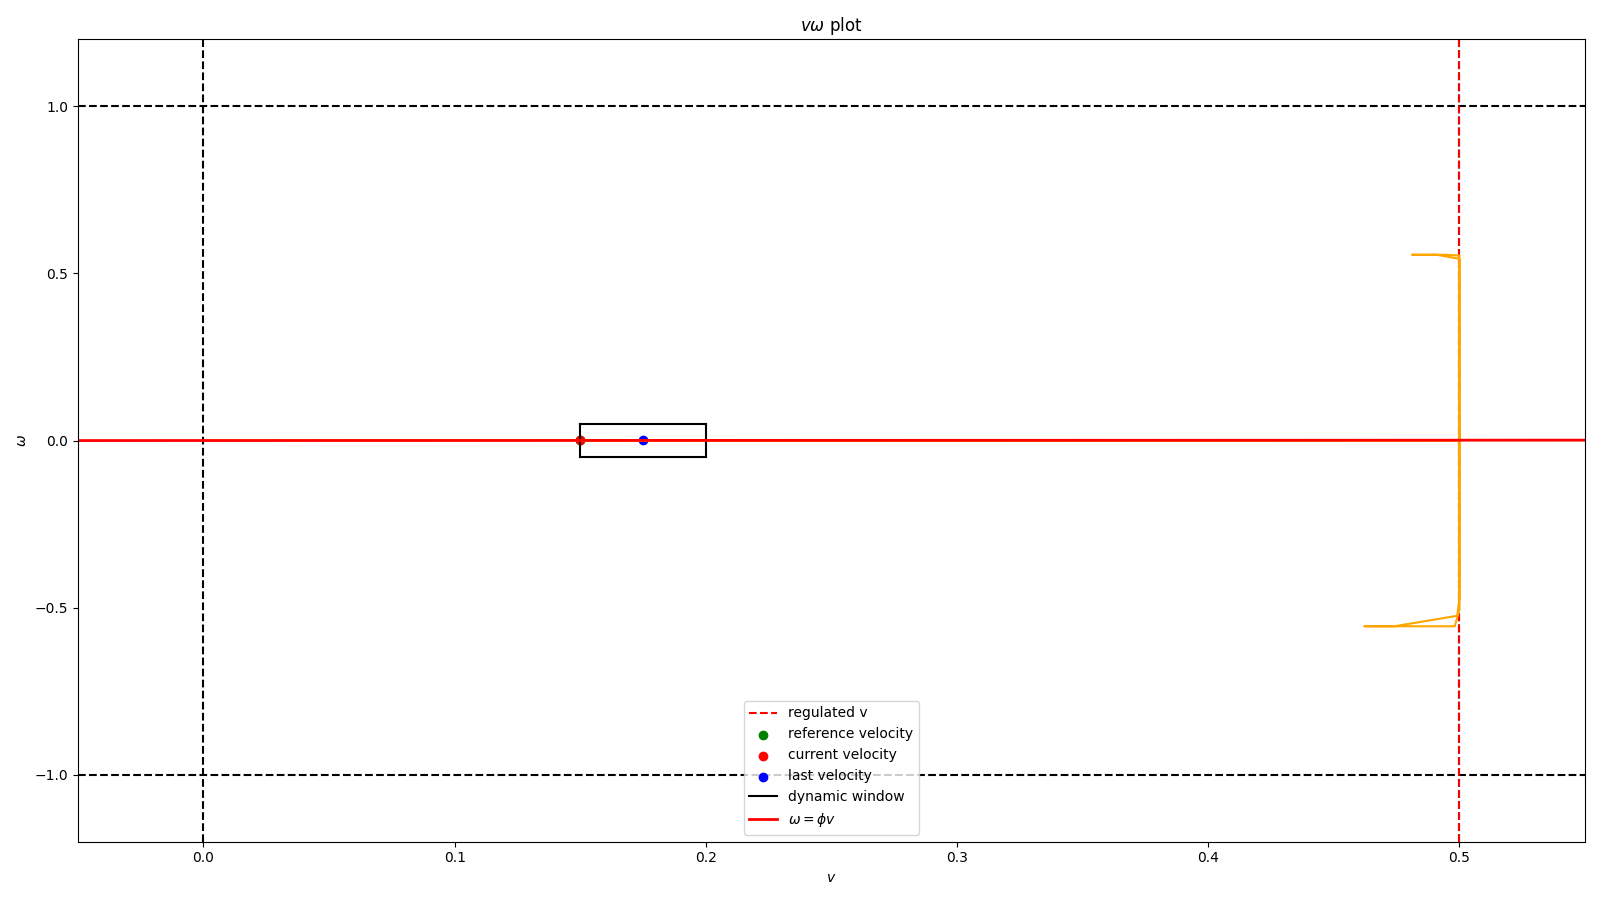 vω plot
1.0
0.5
0.0
−0.5
−1.0
ω
0.0 0.1 0.2 0.3 0.4 0.5
v
regulated v
reference velocity
current velocity
last velocity
dynamic window
ω = ϕv